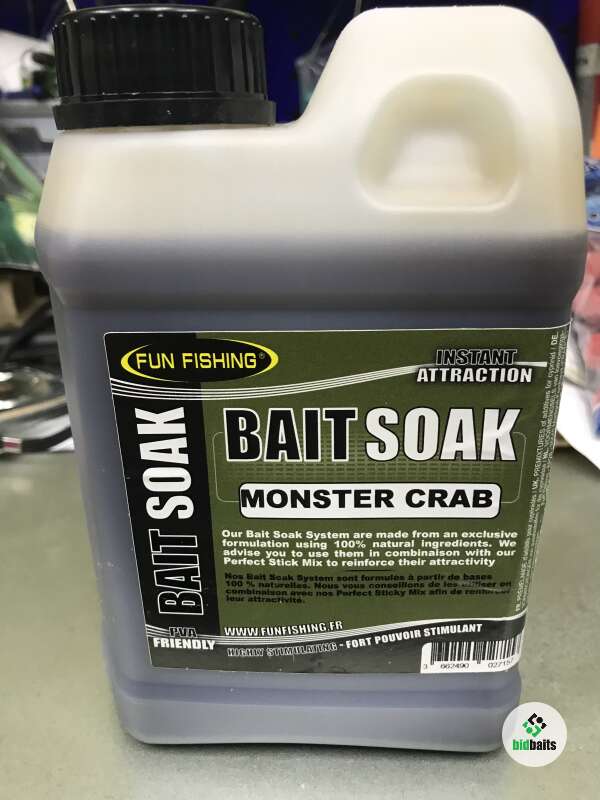 FUN FISHING®
INSTANT
ATTRACTION
BAIT SOAK
BAIT SOAK
MONSTER CRAB
Our Bait Soak System are made from an exclusive
formulation using 100% natural ingredients. We
advise you to use them in combinaison with our
Perfect Stick Mix to reinforce their attractivity
Nos Bait Soak System sont formulés à partir de bases
100 % naturelles. Nous vous conseillons de les en
combinaison avec nos Perfect Sticky Mix afin de
leur attractivité.
PVA
FRIENDLY
WWW.FUNFISHING.FR
HIGHLY STIMULATING - FORT POUVOIR STIMULANT
3 662490 027157
bidbaits